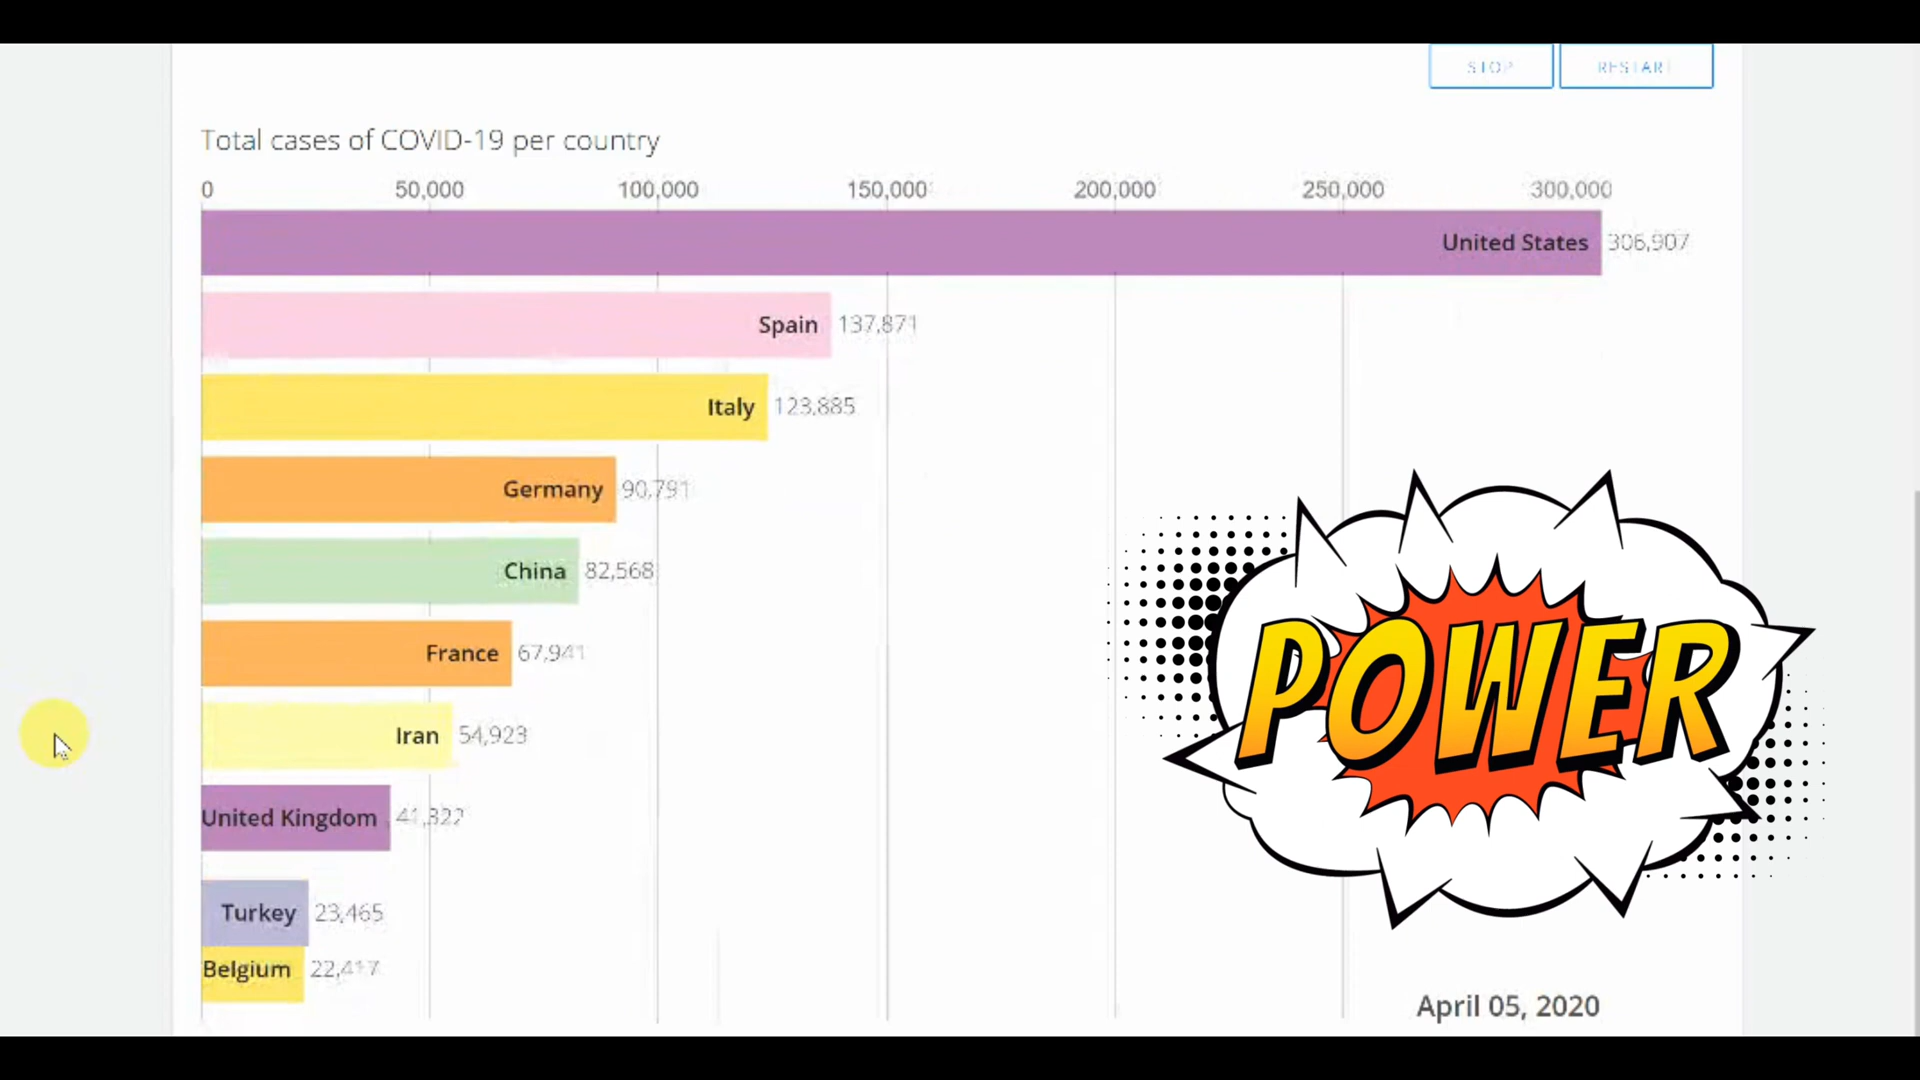 STOP RESTART
Total cases of COVID-19 per country
0 50,000 100,000 150,000 200,000 250,000 300,000
United States 306,907
Spain 137,871
Italy 123,885
Germany 90,791
China 82,568
France 67,941
Iran 54,923
United Kingdom 41,322
Turkey 23,465
Belgium 22,417
POWER
April 05, 2020